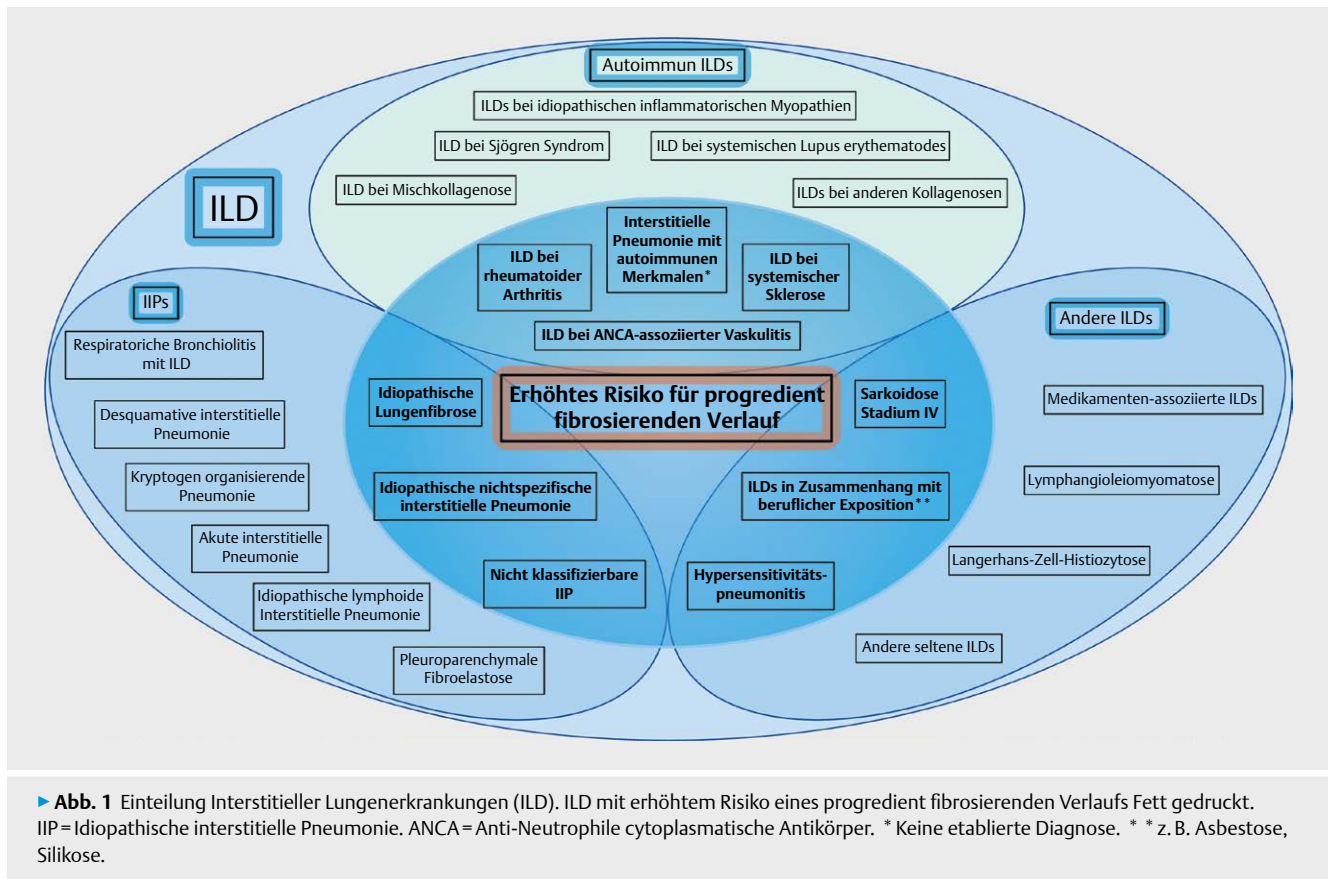 Autoimmun ILDs
ILDs bei idiopathischen inflammatorischen Myopathien
ILD bei Sjögren Syndrom
ILD bei systemischen Lupus erythematodes
ILD bei Mischkollagenose
ILDs bei anderen Kollagenosen
ILD
Interstitielle
Pneumonie mit
autoimmunen
Merkmalen*
ILD bei
rheumatoider
Arthritis
ILD bei
systemischer
Sklerose
ILD bei ANCA-assoziierter Vaskulitis
IIPs
Respiratoriche Bronchiolitis
mit ILD
Desquamative interstitielle
Pneumonie
Kryptogen organisierende
Pneumonie
Akute interstitielle
Pneumonie
Idiopathische lymphoide
Interstitielle Pneumonie
Pleuroparenchymale
Fibroelastose
Idiopathische
Lungenfibrose
Erhöhtes Risiko für progredient
fibrosierenden Verlauf
Sarkoidose
Stadium IV
Idiopathische nichtspezifische
interstitielle Pneumonie
ILDs in Zusammenhang mit
beruflicher Exposition**
Nicht klassifizierbare
IIP
Hypersensitivitäts-
pneumonitis
Andere ILDs
Medikamenten-assoziierte ILDs
Lymphangioleiomyomatose
Langerhans-Zell-Histiozytose
Andere seltene ILDs
▶ Abb. 1 Einteilung Interstitieller Lungenerkrankungen (ILD). ILD mit erhöhtem Risiko eines progredient fibrosierenden Verlaufs Fett gedruckt.
IIP = Idiopathische interstitielle Pneumonie. ANCA = Anti-Neutrophile cytoplasmatische Antikörper. * Keine etablierte Diagnose. * * z. B. Asbestose,
Silikose.